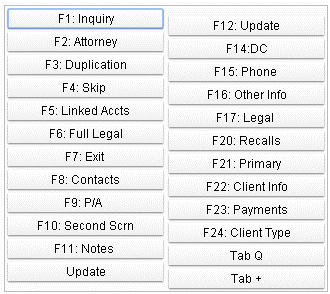 F1: Inquiry
F2: Attorney
F3: Duplication
F4: Skip
F5: Linked Accts
F6: Full Legal
F7: Exit
F8: Contacts
F9: P/A
F10: Second Scrn
F11: Notes
Update
F12: Update
F14:DC
F15: Phone
F16: Other Info
F17: Legal
F20: Recalls
F21: Primary
F22: Client Info
F23: Payments
F24: Client Type
Tab Q
Tab +